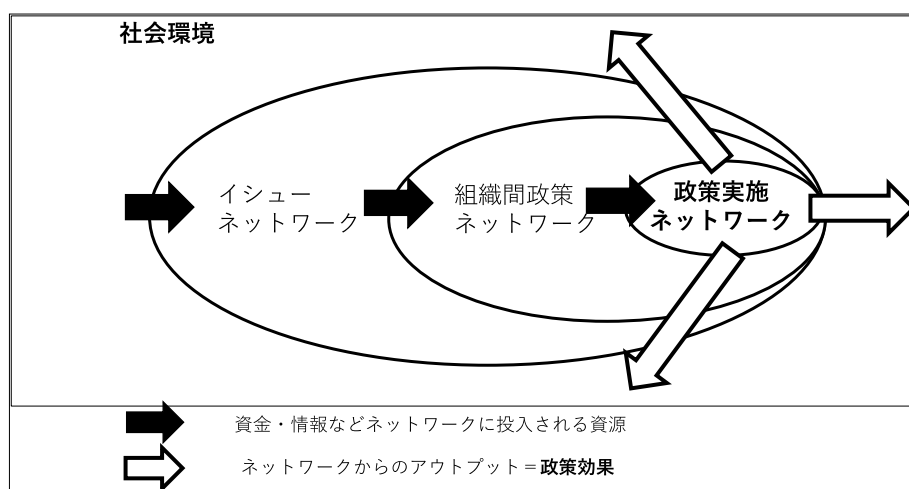 社会環境
イシュー
ネットワーク
組織間政策
ネットワーク
政策実施
ネットワーク
資金・情報などネットワークに投入される資源
ネットワークからのアウトプット＝政策効果